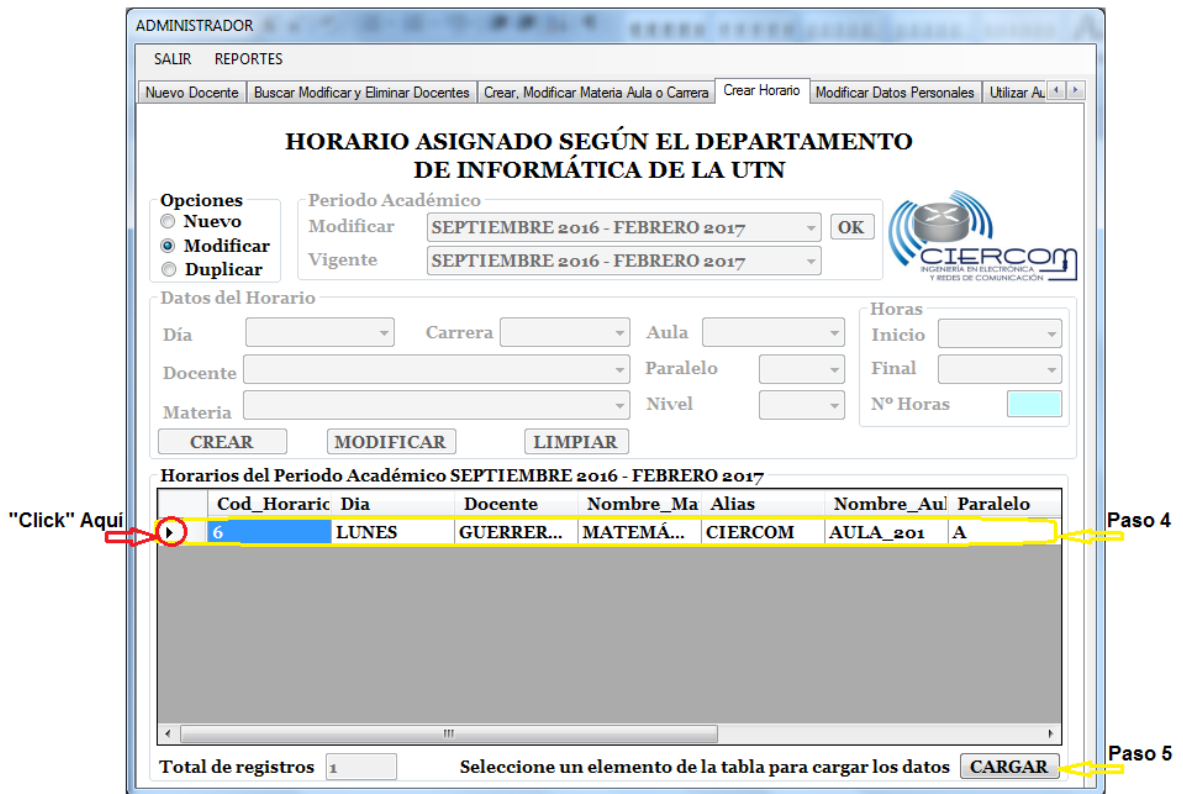 ADMINISTRADOR
SALIR REPORTES
Nuevo Docente Buscar Modificar y Eliminar Docentes Crear, Modificar Materia Aula o Carrera Crear Horario Modificar Datos Personales Utilizar Au
HORARIO ASIGNADO SEGÚN EL DEPARTAMENTO
DE INFORMÁTICA DE LA UTN
Opciones
Nuevo
Modificar
Duplicar
Periodo Académico
Modificar SEPTIEMBRE 2016 - FEBRERO 2017 OK
Vigente SEPTIEMBRE 2016 - FEBRERO 2017
CIERCOM
INGENIERÍA EN ELECTRÓNICA
Y REDES DE COMUNICACIÓN
Datos del Horario
Día Carrera Aula
Docente Paralelo
Materia Nivel
Horas
Inicio
Final
Nº Horas
CREAR MODIFICAR LIMPIAR
Horarios del Periodo Académico SEPTIEMBRE 2016 - FEBRERO 2017
Cod_Horario Dia Docente Nombre_Ma Alias Nombre_Aul Paralelo
"Click" Aquí
6 LUNES GUERRER... MATEMÁ... CIERCOM AULA_201 A
Paso 4
Total de registros 1 Seleccione un elemento de la tabla para cargar los datos CARGAR
Paso 5